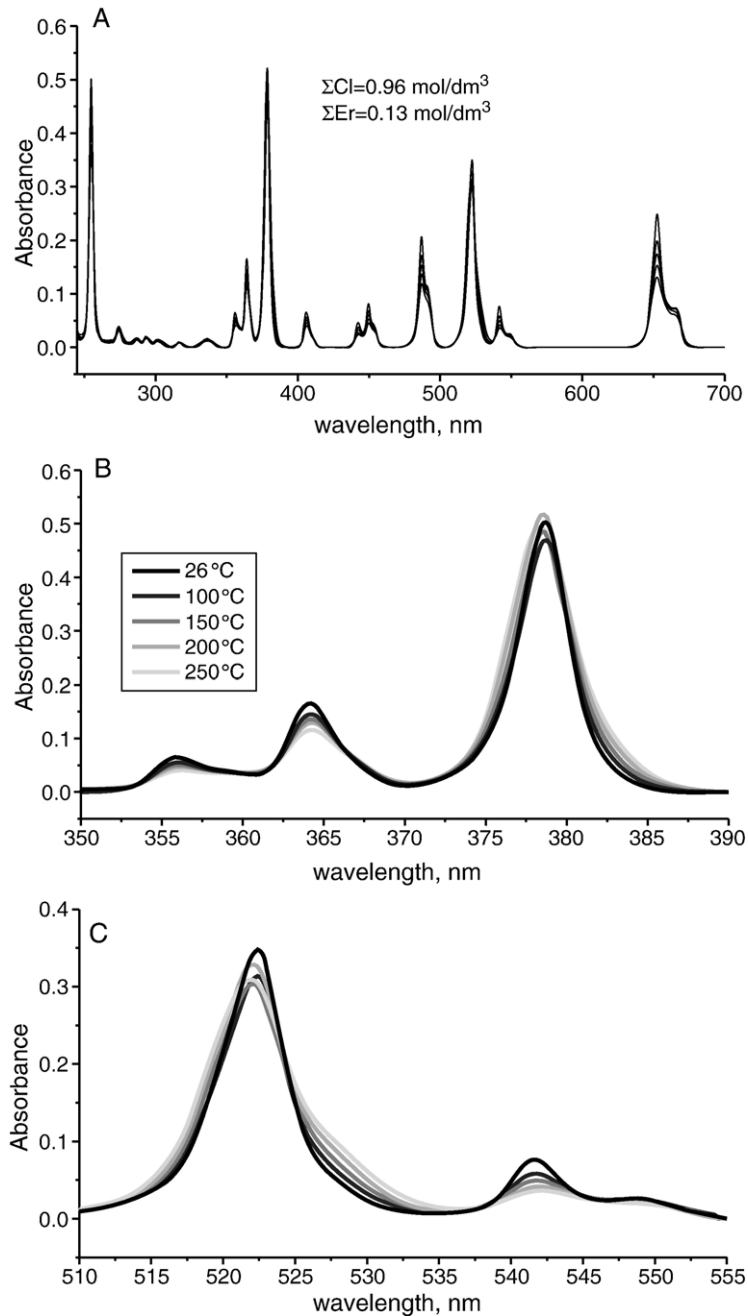 A
0.6
0.5
0.4
0.3
0.2
0.1
0.0
Absorbance
ΣCl=0.96 mol/dm³
ΣEr=0.13 mol/dm³
300 400 500 600 700
wavelength, nm
B
0.6
0.5
0.4
0.3
0.2
0.1
0.0
Absorbance
26°C
100°C
150°C
200°C
250°C
350 355 360 365 370 375 380 385 390
wavelength, nm
C
0.4
0.3
0.2
0.1
0.0
Absorbance
510 515 520 525 530 535 540 545 550 555
wavelength, nm